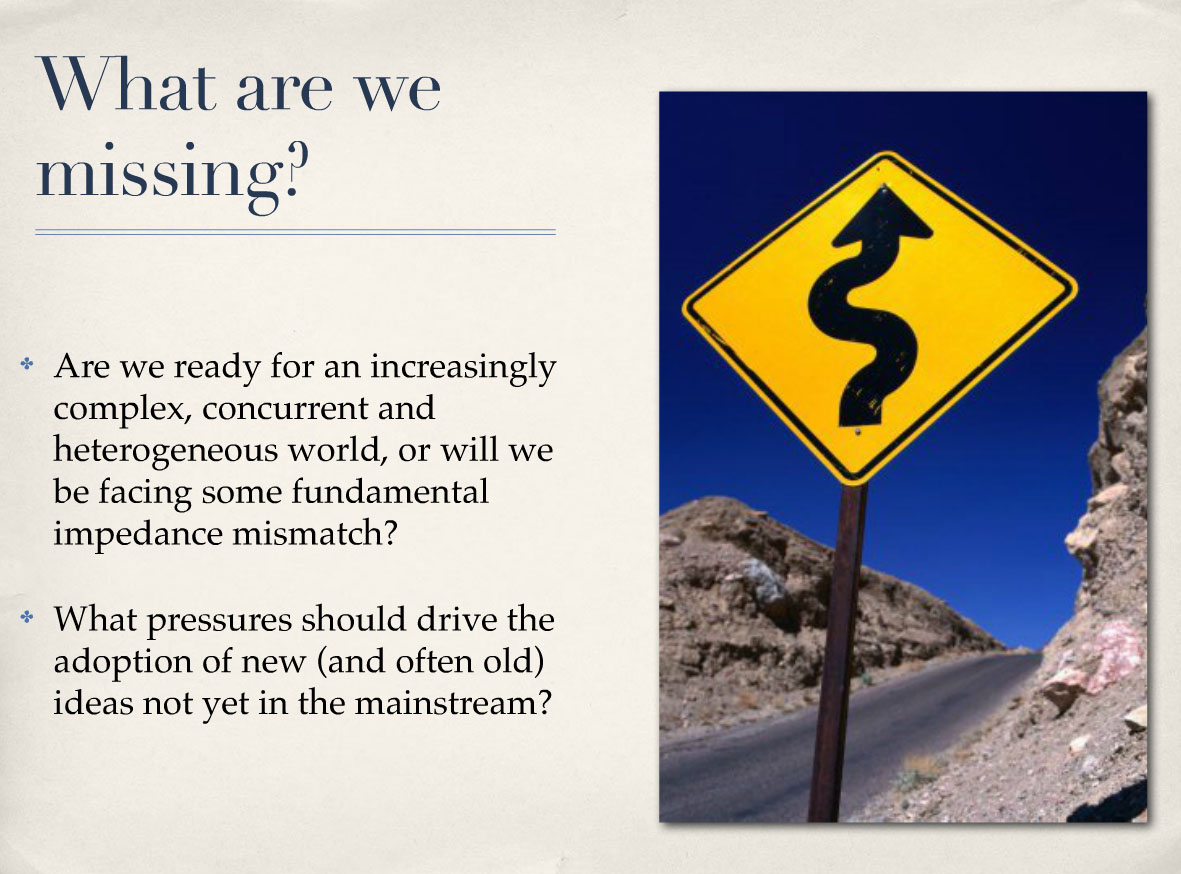 What are we
missing?
Are we ready for an increasingly
complex, concurrent and
heterogeneous world, or will we
be facing some fundamental
impedance mismatch?
What pressures should drive the
adoption of new (and often old)
ideas not yet in the mainstream?